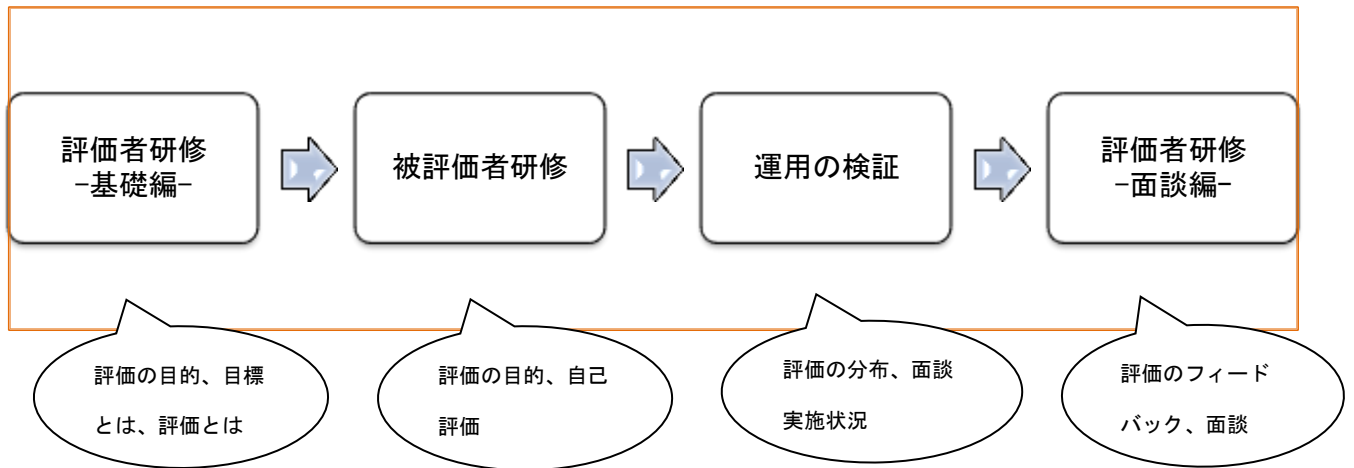 評価者研修
-基礎編-
被評価者研修
運用の検証
評価者研修
-面談編-
評価の目的、目標
とは、評価とは
評価の目的、自己
評価
評価の分布、面談
実施状況
評価のフィード
バック、面談